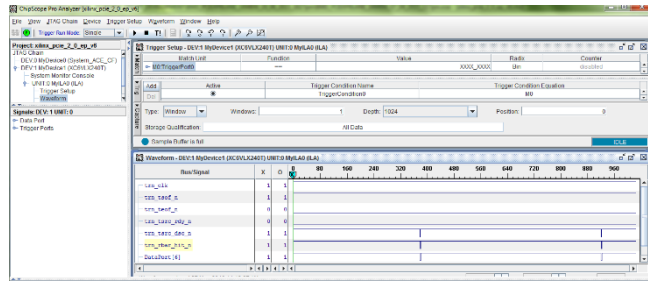 ChipScope Pro Analyzer [xilinx_pcie_2_0_ep_v6]
File View JTAG Chain Device Trigger Setup Waveform Window Help
Trigger Run Mode: Single
Project: xilinx_pcie_2_0_ep_v6
JTAG Chain
DEV:0 MyDevice0 (System_ACE_CF)
DEV:1 MyDevice1 (XC6VLX240T)
System Monitor Console
UNIT:0 MyILA0 (ILA)
Trigger Setup
Waveform
Signals: DEV: 1 UNIT: 0
Data Port
Trigger Ports
Trigger Setup - DEV:1 MyDevice1 (XC6VLX240T) UNIT:0 MyILA0 (ILA)
Match Unit Function Value Radix Counter
M0:TriggerPort0 == XXXX_XXXX Bin disabled
Add Active Trigger Condition Name Trigger Condition Equation
Del TriggerCondition0 M0
Type: Window Windows: 1 Depth: 1024 Position: 0
Storage Qualification: All Data
Sample Buffer is full IDLE
Waveform - DEV:1 MyDevice1 (XC6VLX240T) UNIT:0 MyILA0 (ILA)
Bus/Signal X O 0 80 160 240 320 400 480 560 640 720 800 880 960
trn_clk 1 1
trn_tsof_n 1 1
trn_teof_n 0 0
trn_tsrc_rdy_n 0 0
trn_tsrc_dsc_n 1 1
trn_rbar_hit_n 1 1
DataPort[6] 1 1